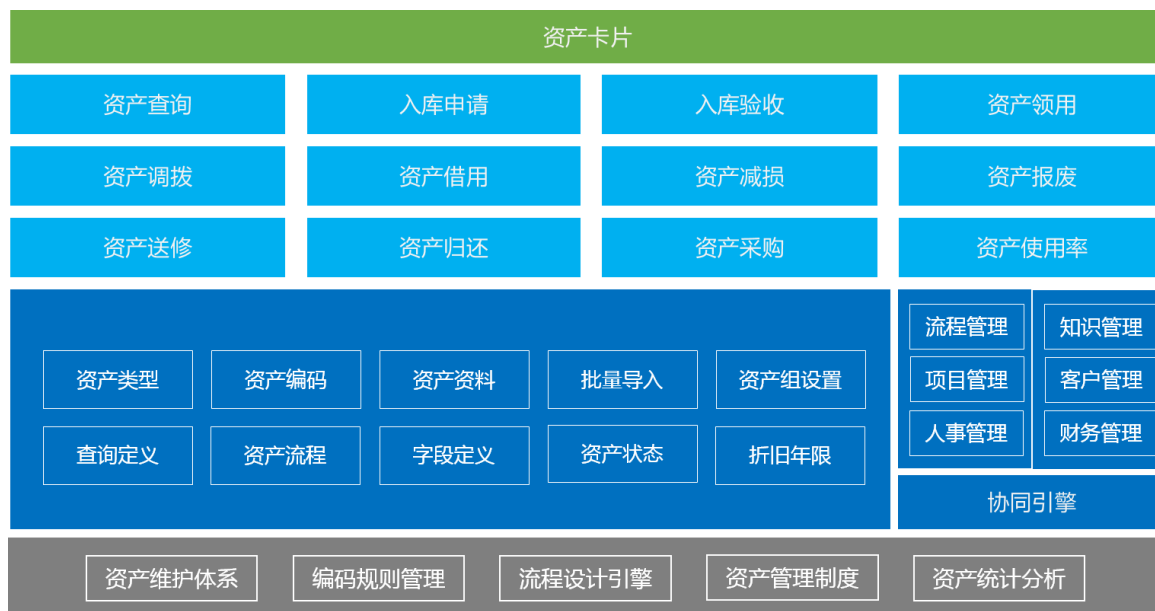 资产卡片
资产查询 入库申请 入库验收 资产领用
资产调拨 资产借用 资产减损 资产报废
资产送修 资产归还 资产采购 资产使用率
资产类型 资产编码 资产资料 批量导入 资产组设置
查询定义 资产流程 字段定义 资产状态 折旧年限
流程管理 知识管理
项目管理 客户管理
人事管理 财务管理
协同引擎
资产维护体系 编码规则管理 流程设计引擎 资产管理制度 资产统计分析